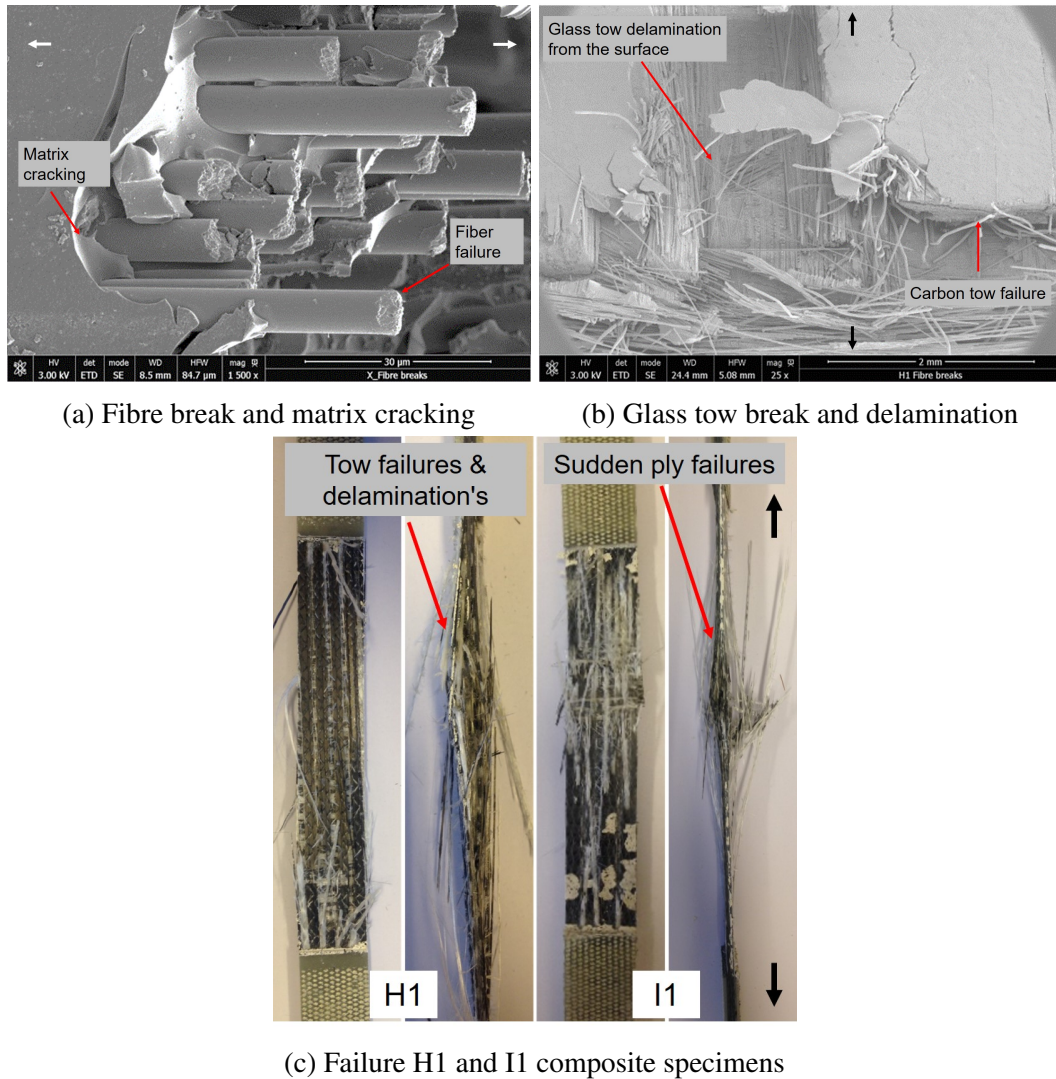 Matrix
cracking
Fiber
failure
HV det mode WD HFW mag 30 µm
3.00 kV ETD SE 8.5 mm 84.7 µm 1 500 x X_Fibre breaks
Glass tow delamination
from the surface
Carbon tow failure
HV det mode WD HFW mag 2 mm
3.00 kV ETD SE 24.4 mm 5.08 mm 25 x H1 Fibre breaks
(a) Fibre break and matrix cracking
(b) Glass tow break and delamination
Tow failures &
delamination's
Sudden ply failures
H1
I1
(c) Failure H1 and I1 composite specimens